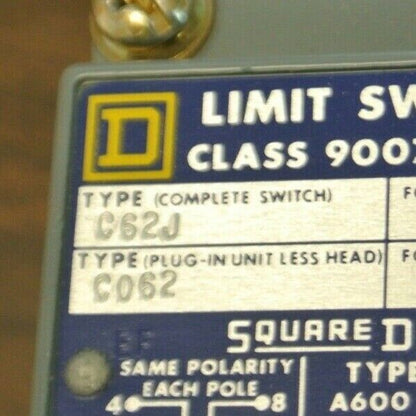 D
LIMIT SW
CLASS 900
TYPE (COMPLETE SWITCH)
C62J
TYPE (PLUG-IN UNIT LESS HEAD)
CO62
SQUARE D
SAME POLARITY
EACH POLE
4 8
TYPE
A600